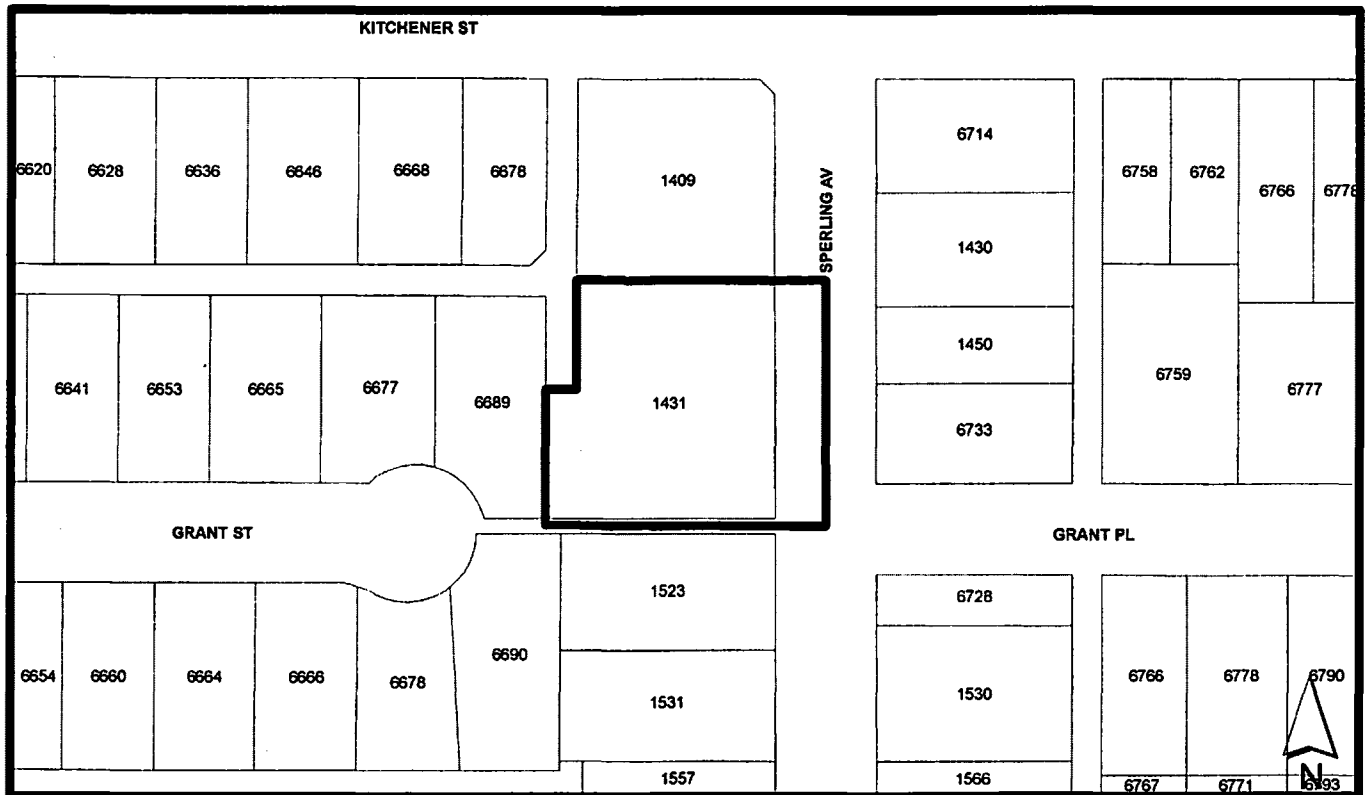 KITCHENER ST
6620 6628 6636 6646 6668 6678 1409 SPERLING AV 6714 6758 6762 6766 6778
1430
6641 6653 6665 6677 6689 1431 1450 6759 6777
6733
GRANT ST GRANT PL
1523 6728
6654 6660 6664 6666 6678 6690 1531 1530 6766 6778 6790
1557 1566 6767 6771 6793
N